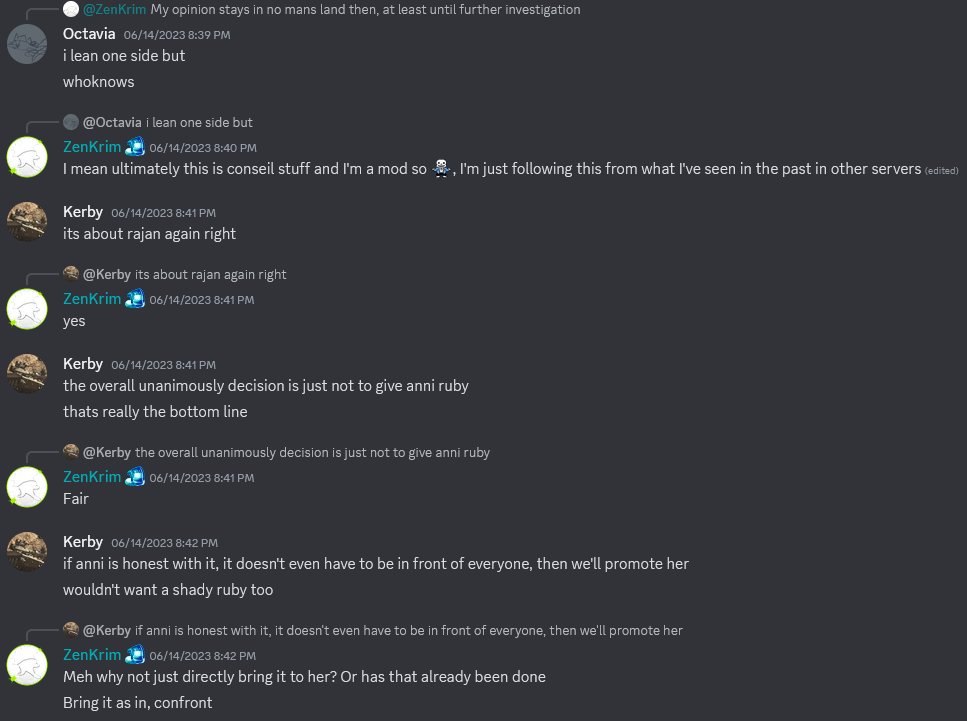 @ZenKrim My opinion stays in no mans land then, at least until further investigation
Octavia 06/14/2023 8:39 PM
i lean one side but
whoknows
@Octavia i lean one side but
ZenKrim 06/14/2023 8:40 PM
I mean ultimately this is conseil stuff and I'm a mod so , I'm just following this from what I've seen in the past in other servers (edited)
Kerby 06/14/2023 8:41 PM
its about rajan again right
@Kerby its about rajan again right
ZenKrim 06/14/2023 8:41 PM
yes
Kerby 06/14/2023 8:41 PM
the overall unanimously decision is just not to give anni ruby
thats really the bottom line
@Kerby the overall unanimously decision is just not to give anni ruby
ZenKrim 06/14/2023 8:41 PM
Fair
Kerby 06/14/2023 8:42 PM
if anni is honest with it, it doesn't even have to be in front of everyone, then we'll promote her
wouldn't want a shady ruby too
@Kerby if anni is honest with it, it doesn't even have to be in front of everyone, then we'll promote her
ZenKrim 06/14/2023 8:42 PM
Meh why not just directly bring it to her? Or has that already been done
Bring it as in, confront